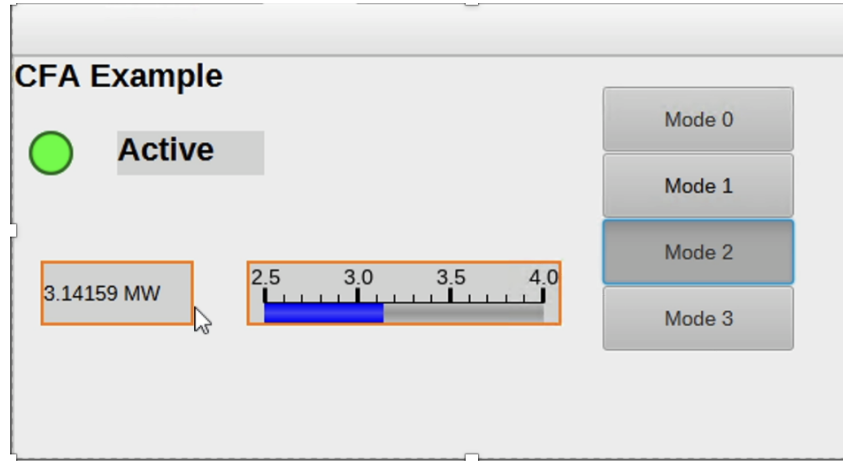 CFA Example
Active
3.14159 MW
2.5 3.0 3.5 4.0
Mode 0
Mode 1
Mode 2
Mode 3